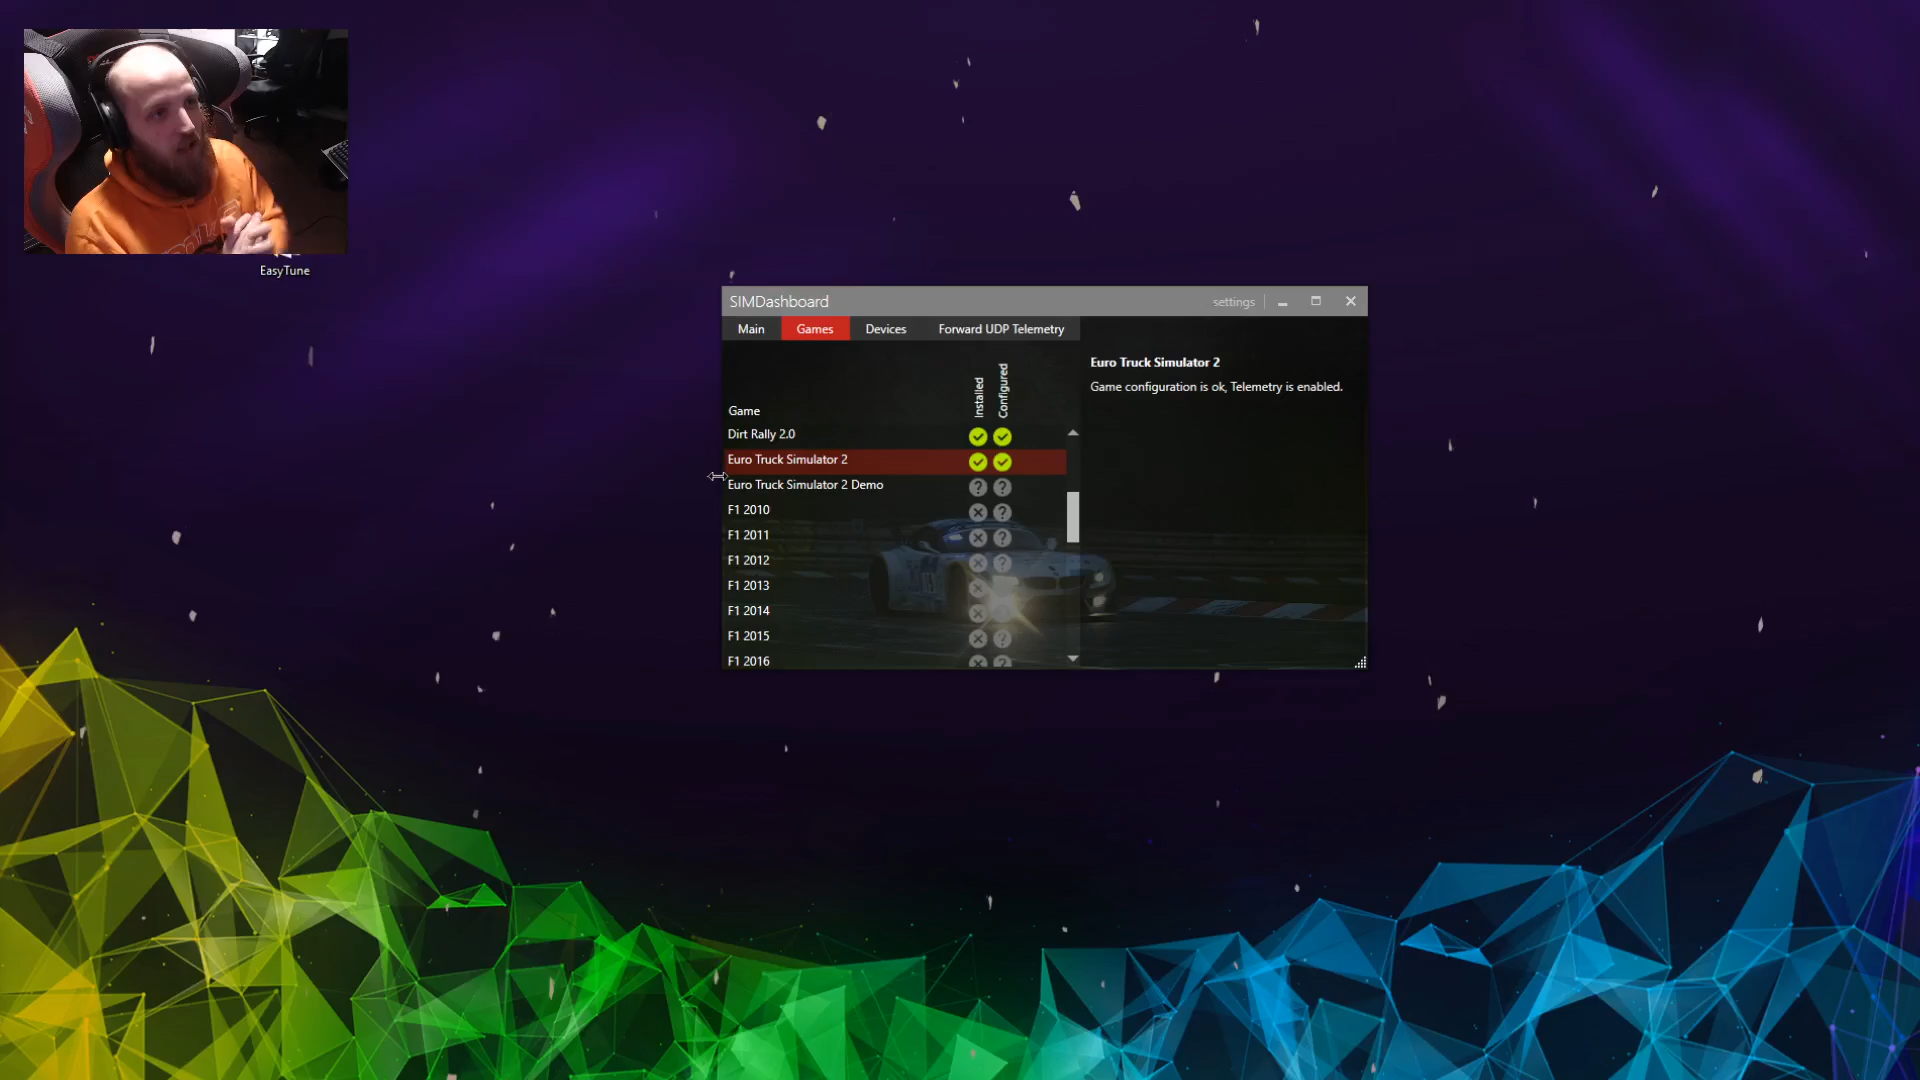 EasyTune
SIMDashboard
settings
Main
Games
Devices
Forward UDP Telemetry
Euro Truck Simulator 2
Game configuration is ok, Telemetry is enabled.
Game
Installed
Configured
Dirt Rally 2.0
Euro Truck Simulator 2
Euro Truck Simulator 2 Demo
F1 2010
F1 2011
F1 2012
F1 2013
F1 2014
F1 2015
F1 2016